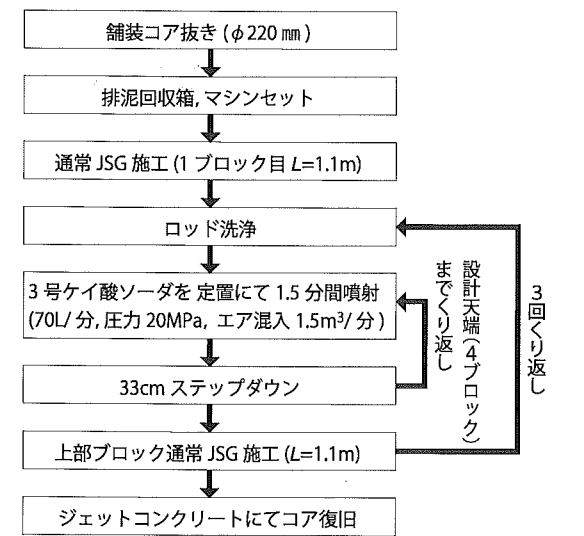 舗装コア抜き (φ220 ㎜ )
排泥回収箱, マシンセット
通常 JSG 施工 (1 ブロック目 L=1.1m)
ロッド洗浄
3 号ケイ酸ソーダを 定置にて 1.5 分間噴射
(70L/ 分, 圧力 20MPa, エア混入 1.5m³/ 分 )
33cm ステップダウン
上部ブロック通常 JSG 施工 (L=1.1m)
ジェットコンクリートにてコア復旧
設計天端(4ブロック)
までくり返し
3回くり返し